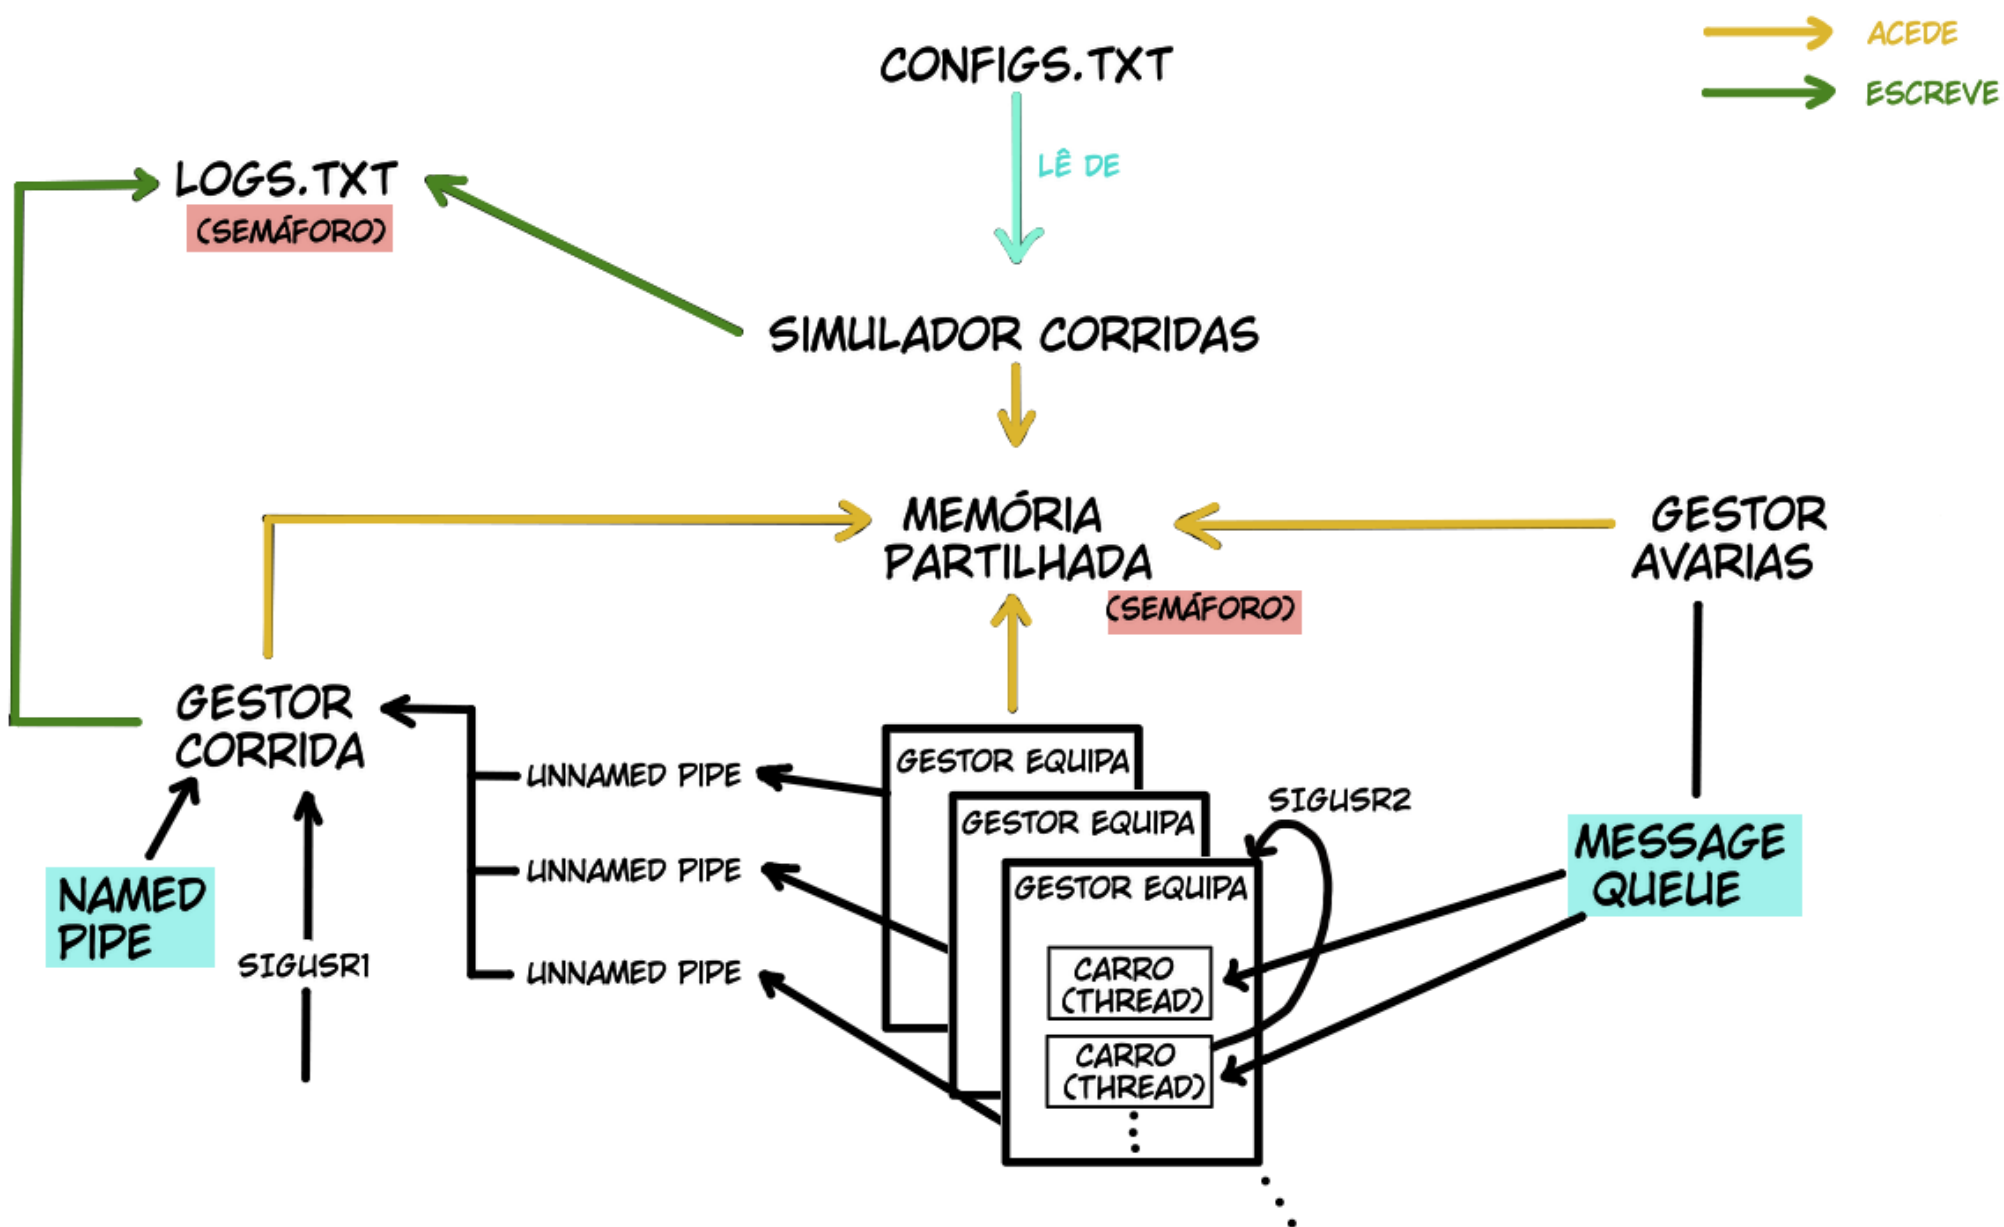 CONFIGS.TXT
ACEDE
ESCREVE
LÊ DE
LOGS.TXT
(SEMÁFORO)
SIMULADOR CORRIDAS
MEMÓRIA
PARTILHADA
(SEMÁFORO)
GESTOR
AVARIAS
GESTOR
CORRIDA
UNNAMED PIPE
UNNAMED PIPE
UNNAMED PIPE
NAMED
PIPE
SIGUSR1
GESTOR EQUIPA
GESTOR EQUIPA
GESTOR EQUIPA
SIGUSR2
CARRO
(THREAD)
CARRO
(THREAD)
MESSAGE
QUEUE